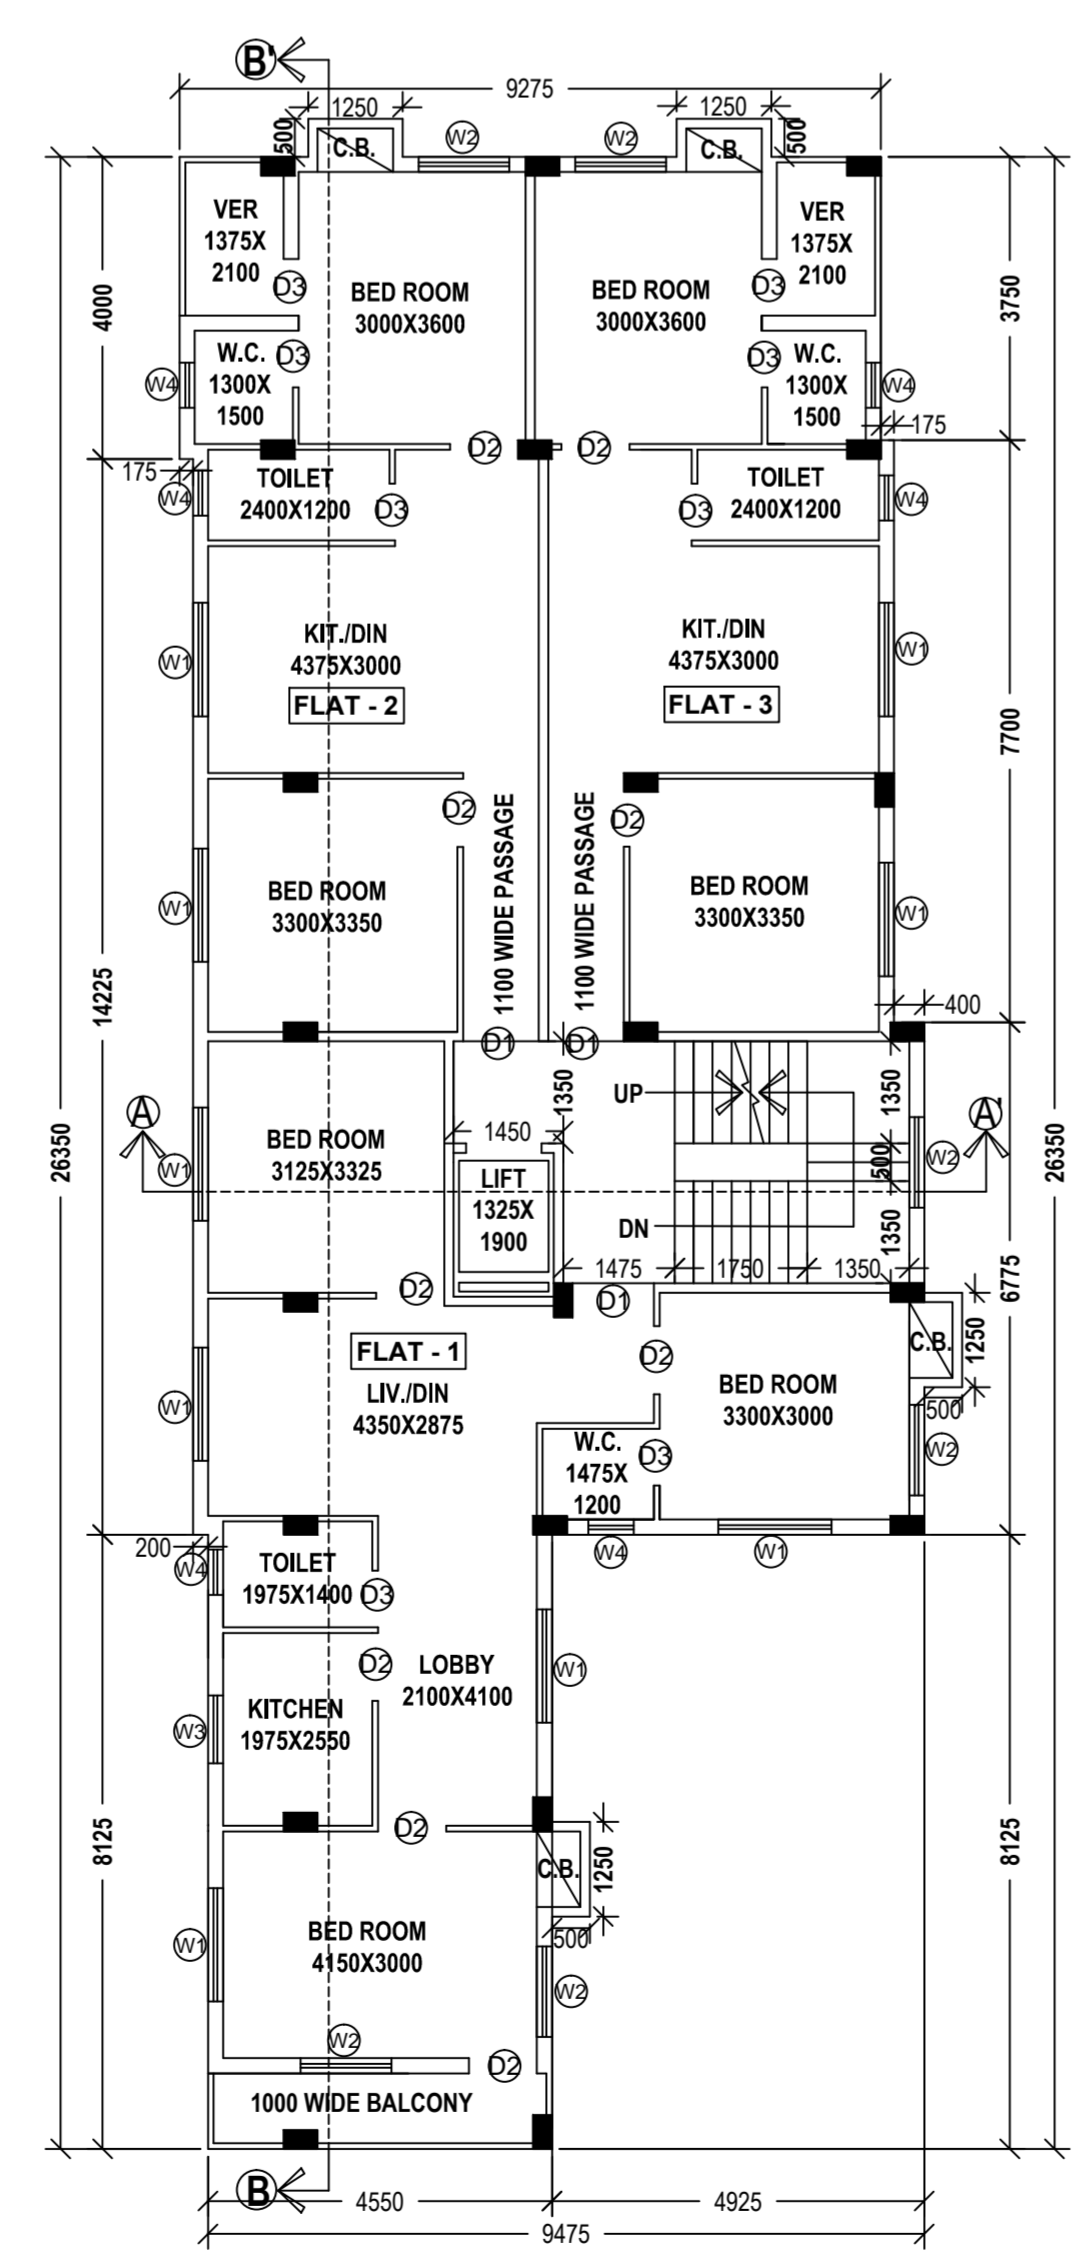 B'
9275
1250
1250
500
500
C.B.
W2
W2
C.B.
VER
1375X
2100
VER
1375X
2100
D3
D3
BED ROOM
3000X3600
BED ROOM
3000X3600
4000
3750
W.C.
1300X
1500
D3
D3
W.C.
1300X
1500
W4
W4
175
D2
D2
175
TOILET
2400X1200
TOILET
2400X1200
W4
W4
D3
D3
KIT./DIN
4375X3000
FLAT - 2
KIT./DIN
4375X3000
FLAT - 3
W1
W1
7700
D2
D2
BED ROOM
3300X3350
BED ROOM
3300X3350
1100 WIDE PASSAGE
1100 WIDE PASSAGE
W1
W1
14225
400
D1
D1
1350
1350
UP
A
A'
26350
26350
BED ROOM
3125X3325
W1
1450
LIFT
1325X
1900
500
W2
DN
1350
1475
1750
1350
6775
D2
D1
FLAT - 1
LIV./DIN
4350X2875
W1
D2
BED ROOM
3300X3000
C.B.
1250
500
W2
W.C.
1475X
1200
D3
W4
W1
200
W4
TOILET
1975X1400
D3
D2
LOBBY
2100X4100
W1
KITCHEN
1975X2550
W3
D2
8125
8125
C.B.
1250
500
BED ROOM
4150X3000
W1
W2
W2
D2
1000 WIDE BALCONY
B
4550
4925
9475